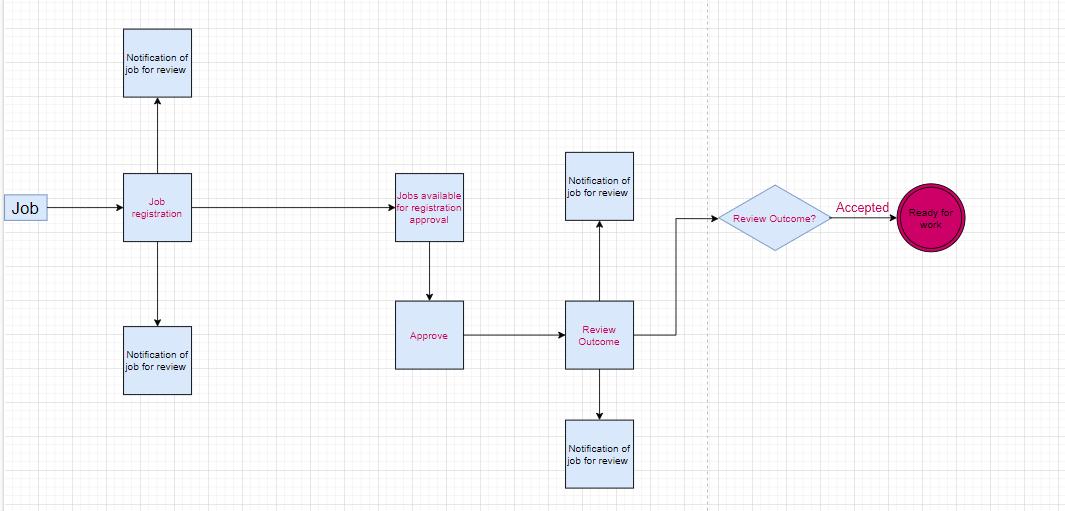 Notification of
job for review
Job
Job
registration
Jobs available
for registration
approval
Notification of
job for review
Review Outcome?
Accepted
Ready for
work
Notification of
job for review
Approve
Review
Outcome
Notification of
job for review